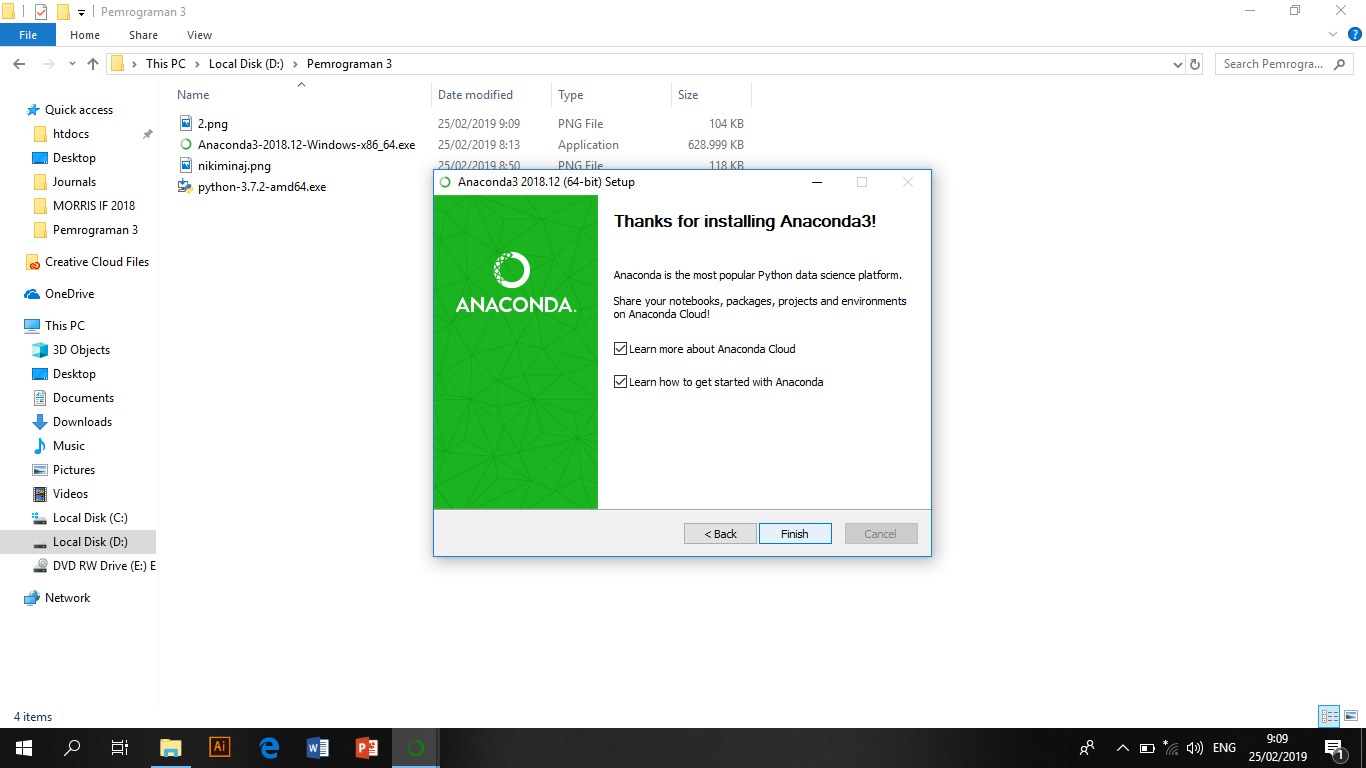 Pemrograman 3
File Home Share View
This PC Local Disk (D:) Pemrograman 3
Search Pemrogra...
Name Date modified Type Size
2.png 25/02/2019 9:09 PNG File 104 KB
Anaconda3-2018.12-Windows-x86_64.exe 25/02/2019 8:13 Application 628.999 KB
nikiminaj.png 25/02/2019 8:50 PNG File 118 KB
python-3.7.2-amd64.exe
Quick access
htdocs
Desktop
Journals
MORRIS IF 2018
Pemrograman 3
Creative Cloud Files
OneDrive
This PC
3D Objects
Desktop
Documents
Downloads
Music
Pictures
Videos
Local Disk (C:)
Local Disk (D:)
DVD RW Drive (E:) E
Network
Anaconda3 2018.12 (64-bit) Setup
ANACONDA.
Thanks for installing Anaconda3!
Anaconda is the most popular Python data science platform.
Share your notebooks, packages, projects and environments
on Anaconda Cloud!
Learn more about Anaconda Cloud
Learn how to get started with Anaconda
< Back Finish Cancel
4 items
Ai
ENG
9:09
25/02/2019
1